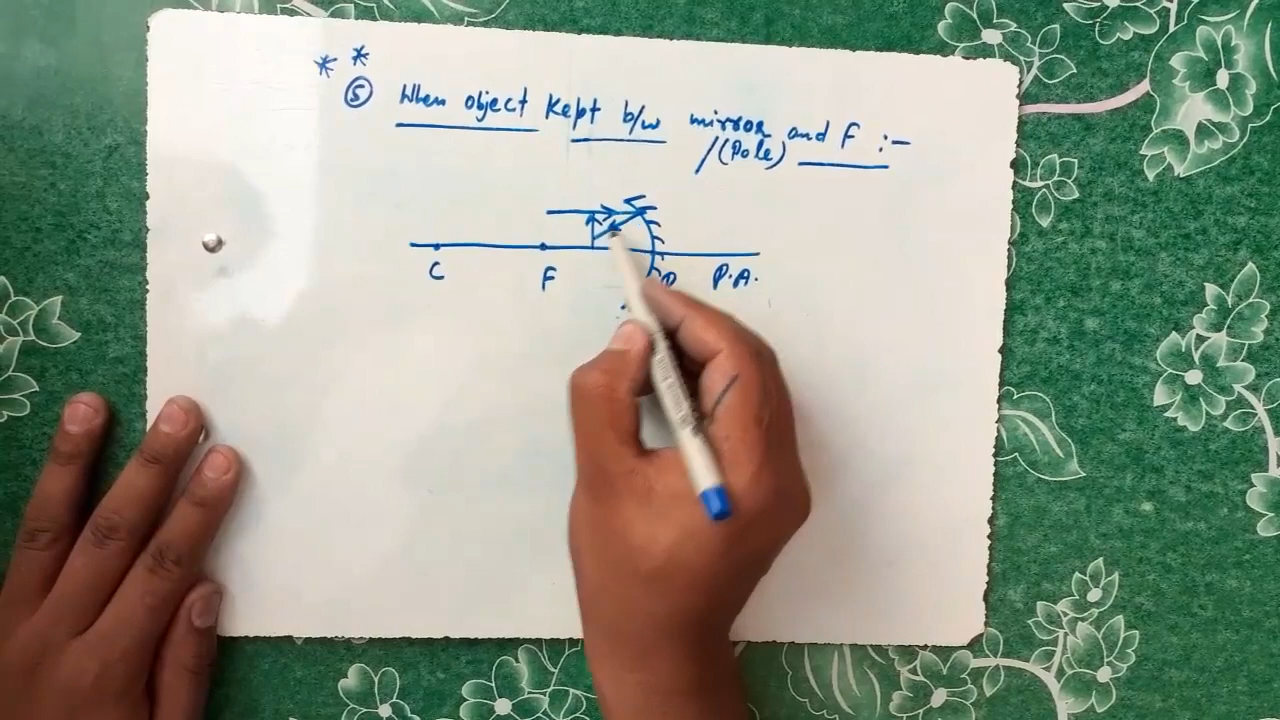 * *
⑤ When object kept b/w mirror and F :-
/(Pole)
C F P P.A.